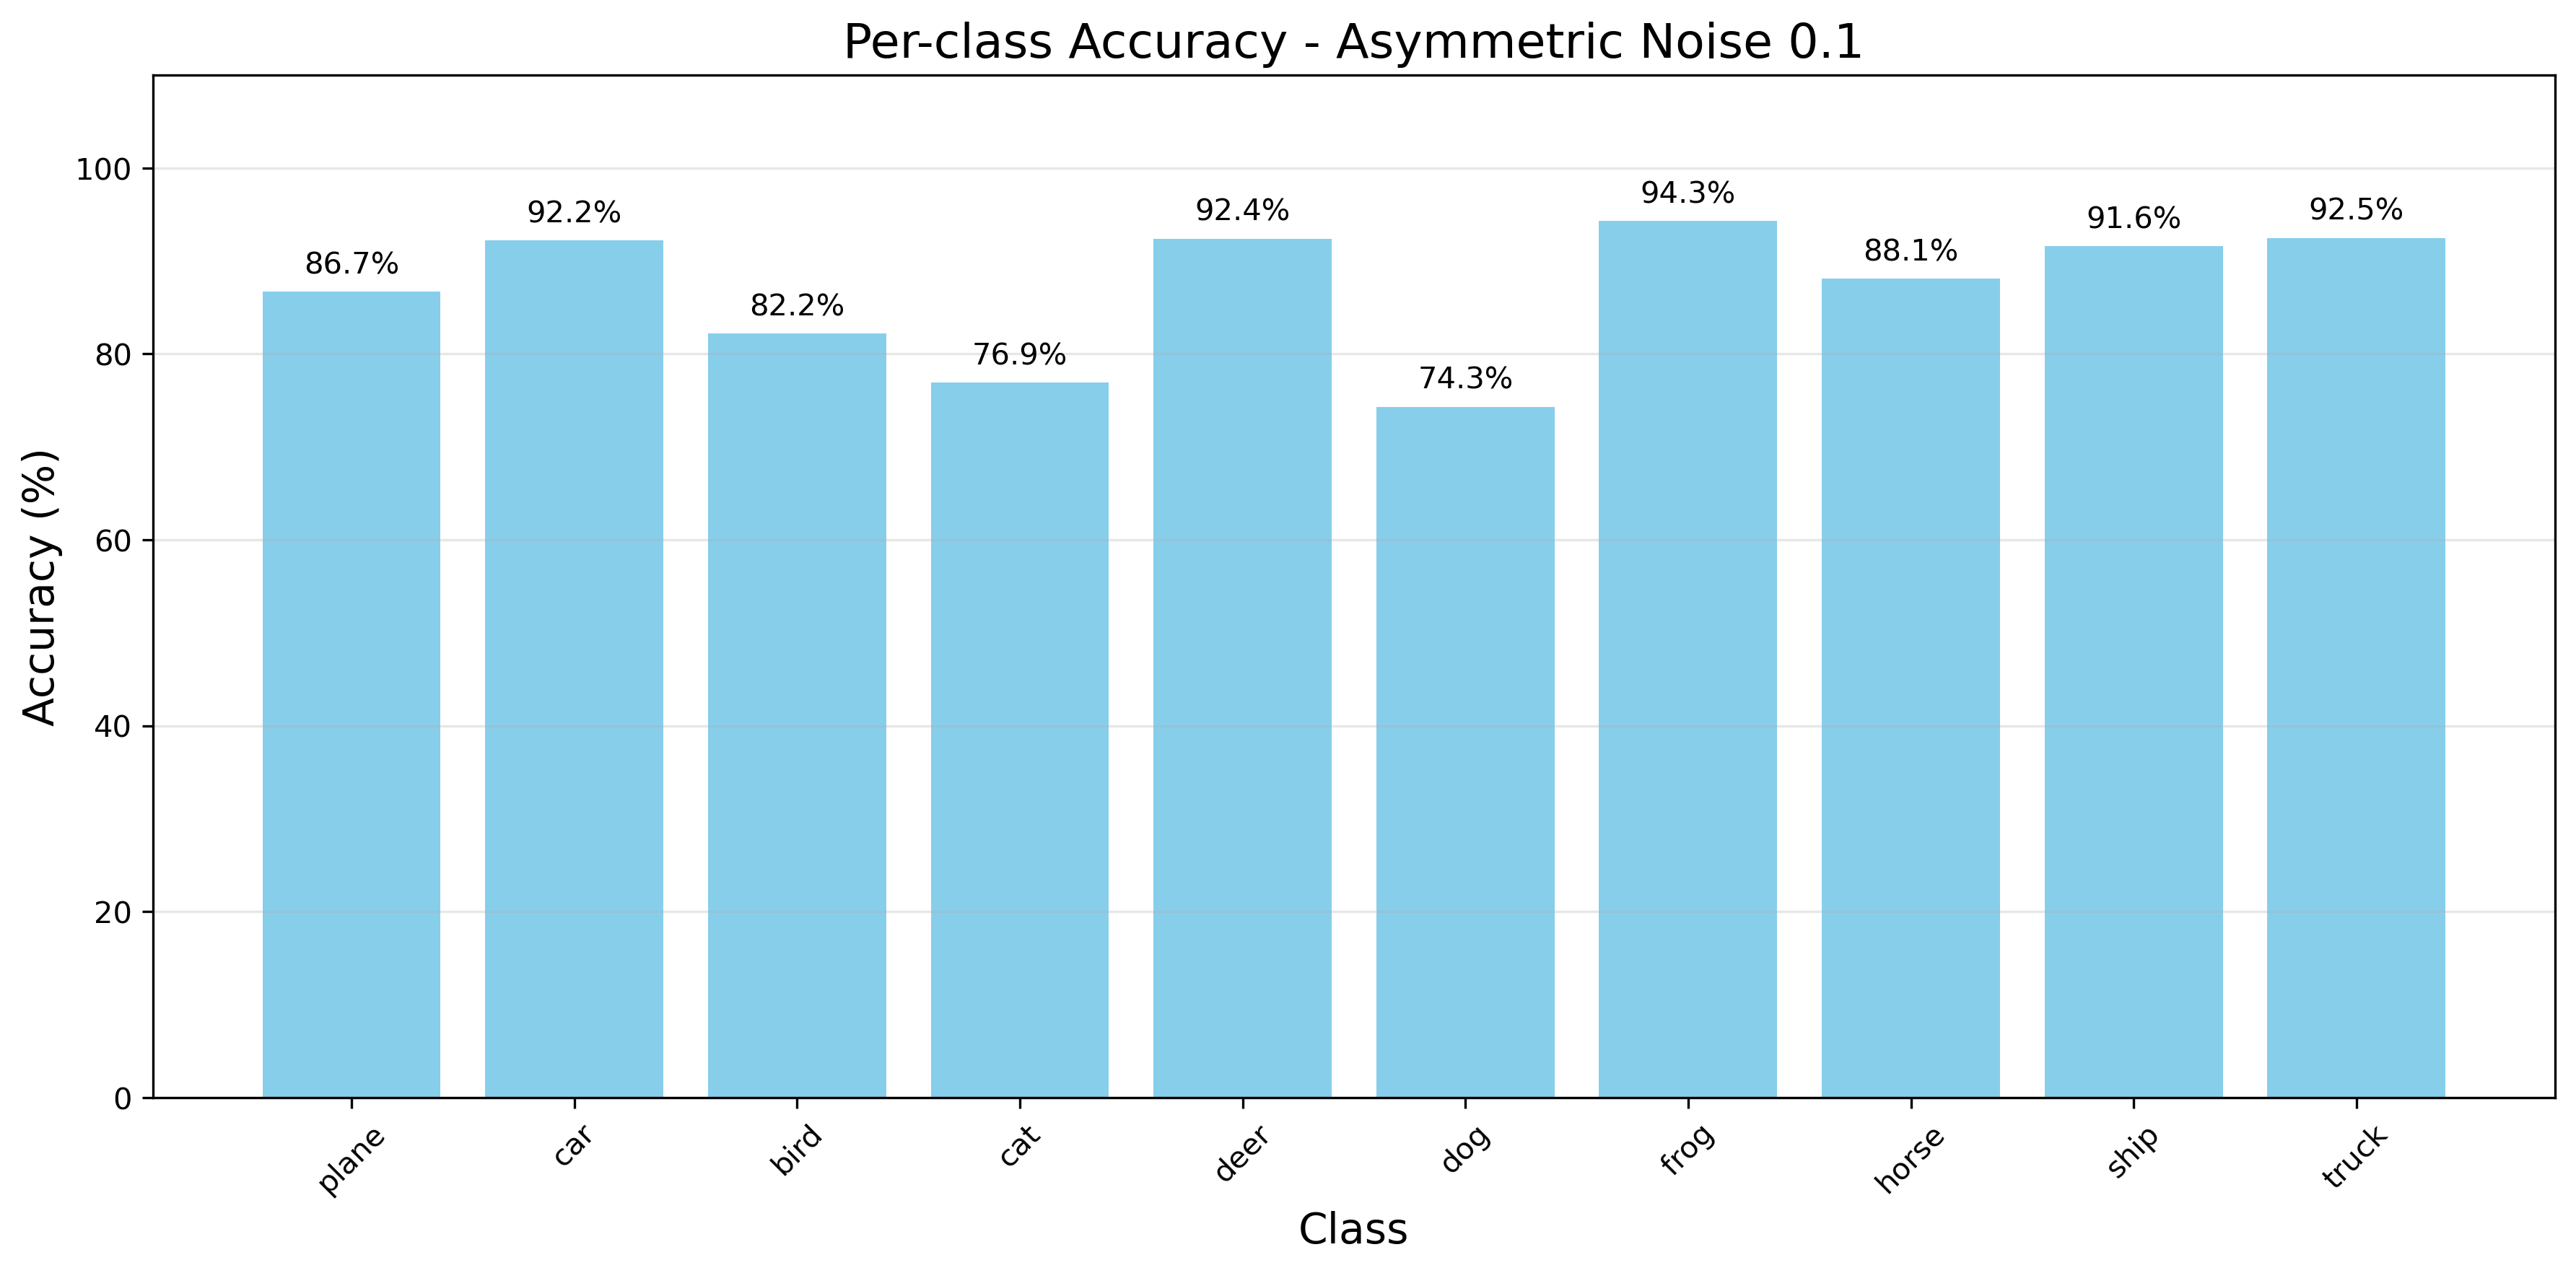 Per-class Accuracy - Asymmetric Noise 0.1
Accuracy (%)
100
80
60
40
20
0
86.7%
92.2%
82.2%
76.9%
92.4%
74.3%
94.3%
88.1%
91.6%
92.5%
plane
car
bird
cat
deer
dog
frog
horse
ship
truck
Class